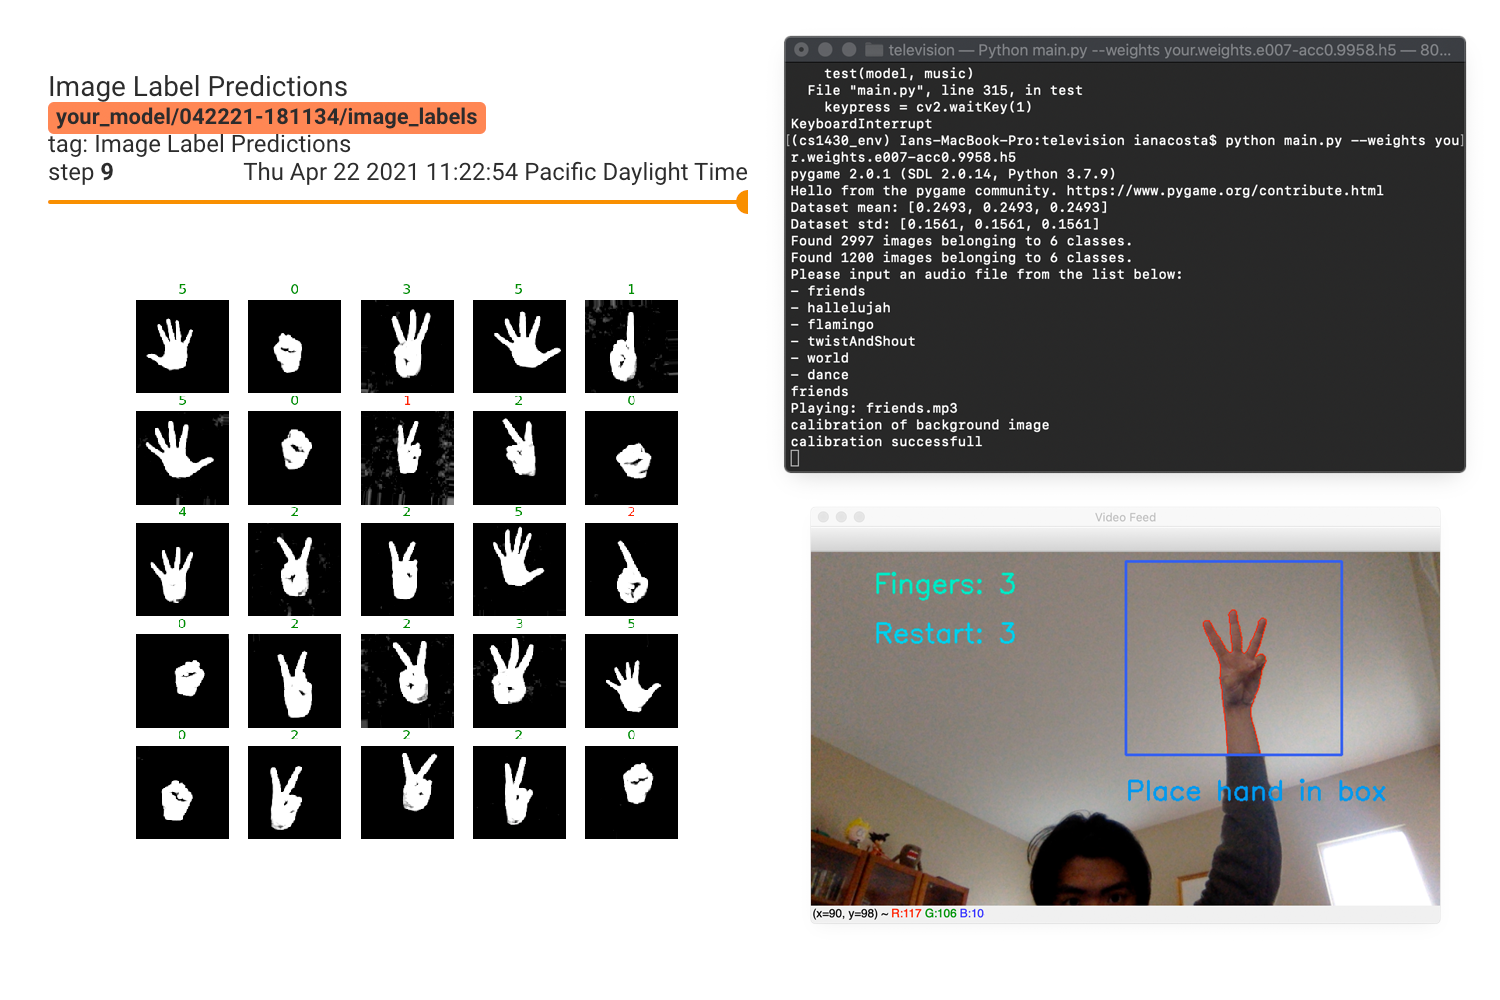 Image Label Predictions
your_model/042221-181134/image_labels
tag: Image Label Predictions
step 9 Thu Apr 22 2021 11:22:54 Pacific Daylight Time
5 0 3 5 1
5 0 1 2 0
4 2 2 5 2
0 2 2 3 5
0 2 2 2 0
television — Python main.py --weights your.weights.e007-acc0.9958.h5 — 80...
test(model, music)
File "main.py", line 315, in test
keypress = cv2.waitKey(1)
KeyboardInterrupt
[(cs1430_env) Ians-MacBook-Pro:television ianacosta$ python main.py --weights you]
r.weights.e007-acc0.9958.h5
pygame 2.0.1 (SDL 2.0.14, Python 3.7.9)
Hello from the pygame community. https://www.pygame.org/contribute.html
Dataset mean: [0.2493, 0.2493, 0.2493]
Dataset std: [0.1561, 0.1561, 0.1561]
Found 2997 images belonging to 6 classes.
Found 1200 images belonging to 6 classes.
Please input an audio file from the list below:
- friends
- hallelujah
- flamingo
- twistAndShout
- world
- dance
friends
Playing: friends.mp3
calibration of background image
calibration successfull
Video Feed
Fingers: 3
Restart: 3
Place hand in box
(x=90, y=98) ~ R:117 G:106 B:10